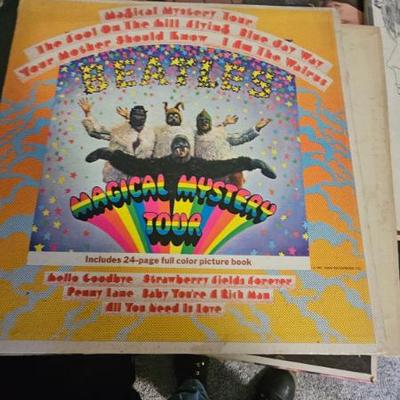 Magical Mystery Tour
The Fool On The Hill Flying Blue Jay Way
Your Mother Should Know I Am The Walrus
BEATLES
MAGICAL MYSTERY
TOUR
Includes 24-page full color picture book
Hello Goodbye Strawberry Fields Forever
Penny Lane Baby You're A Rich Man
All You Need Is Love